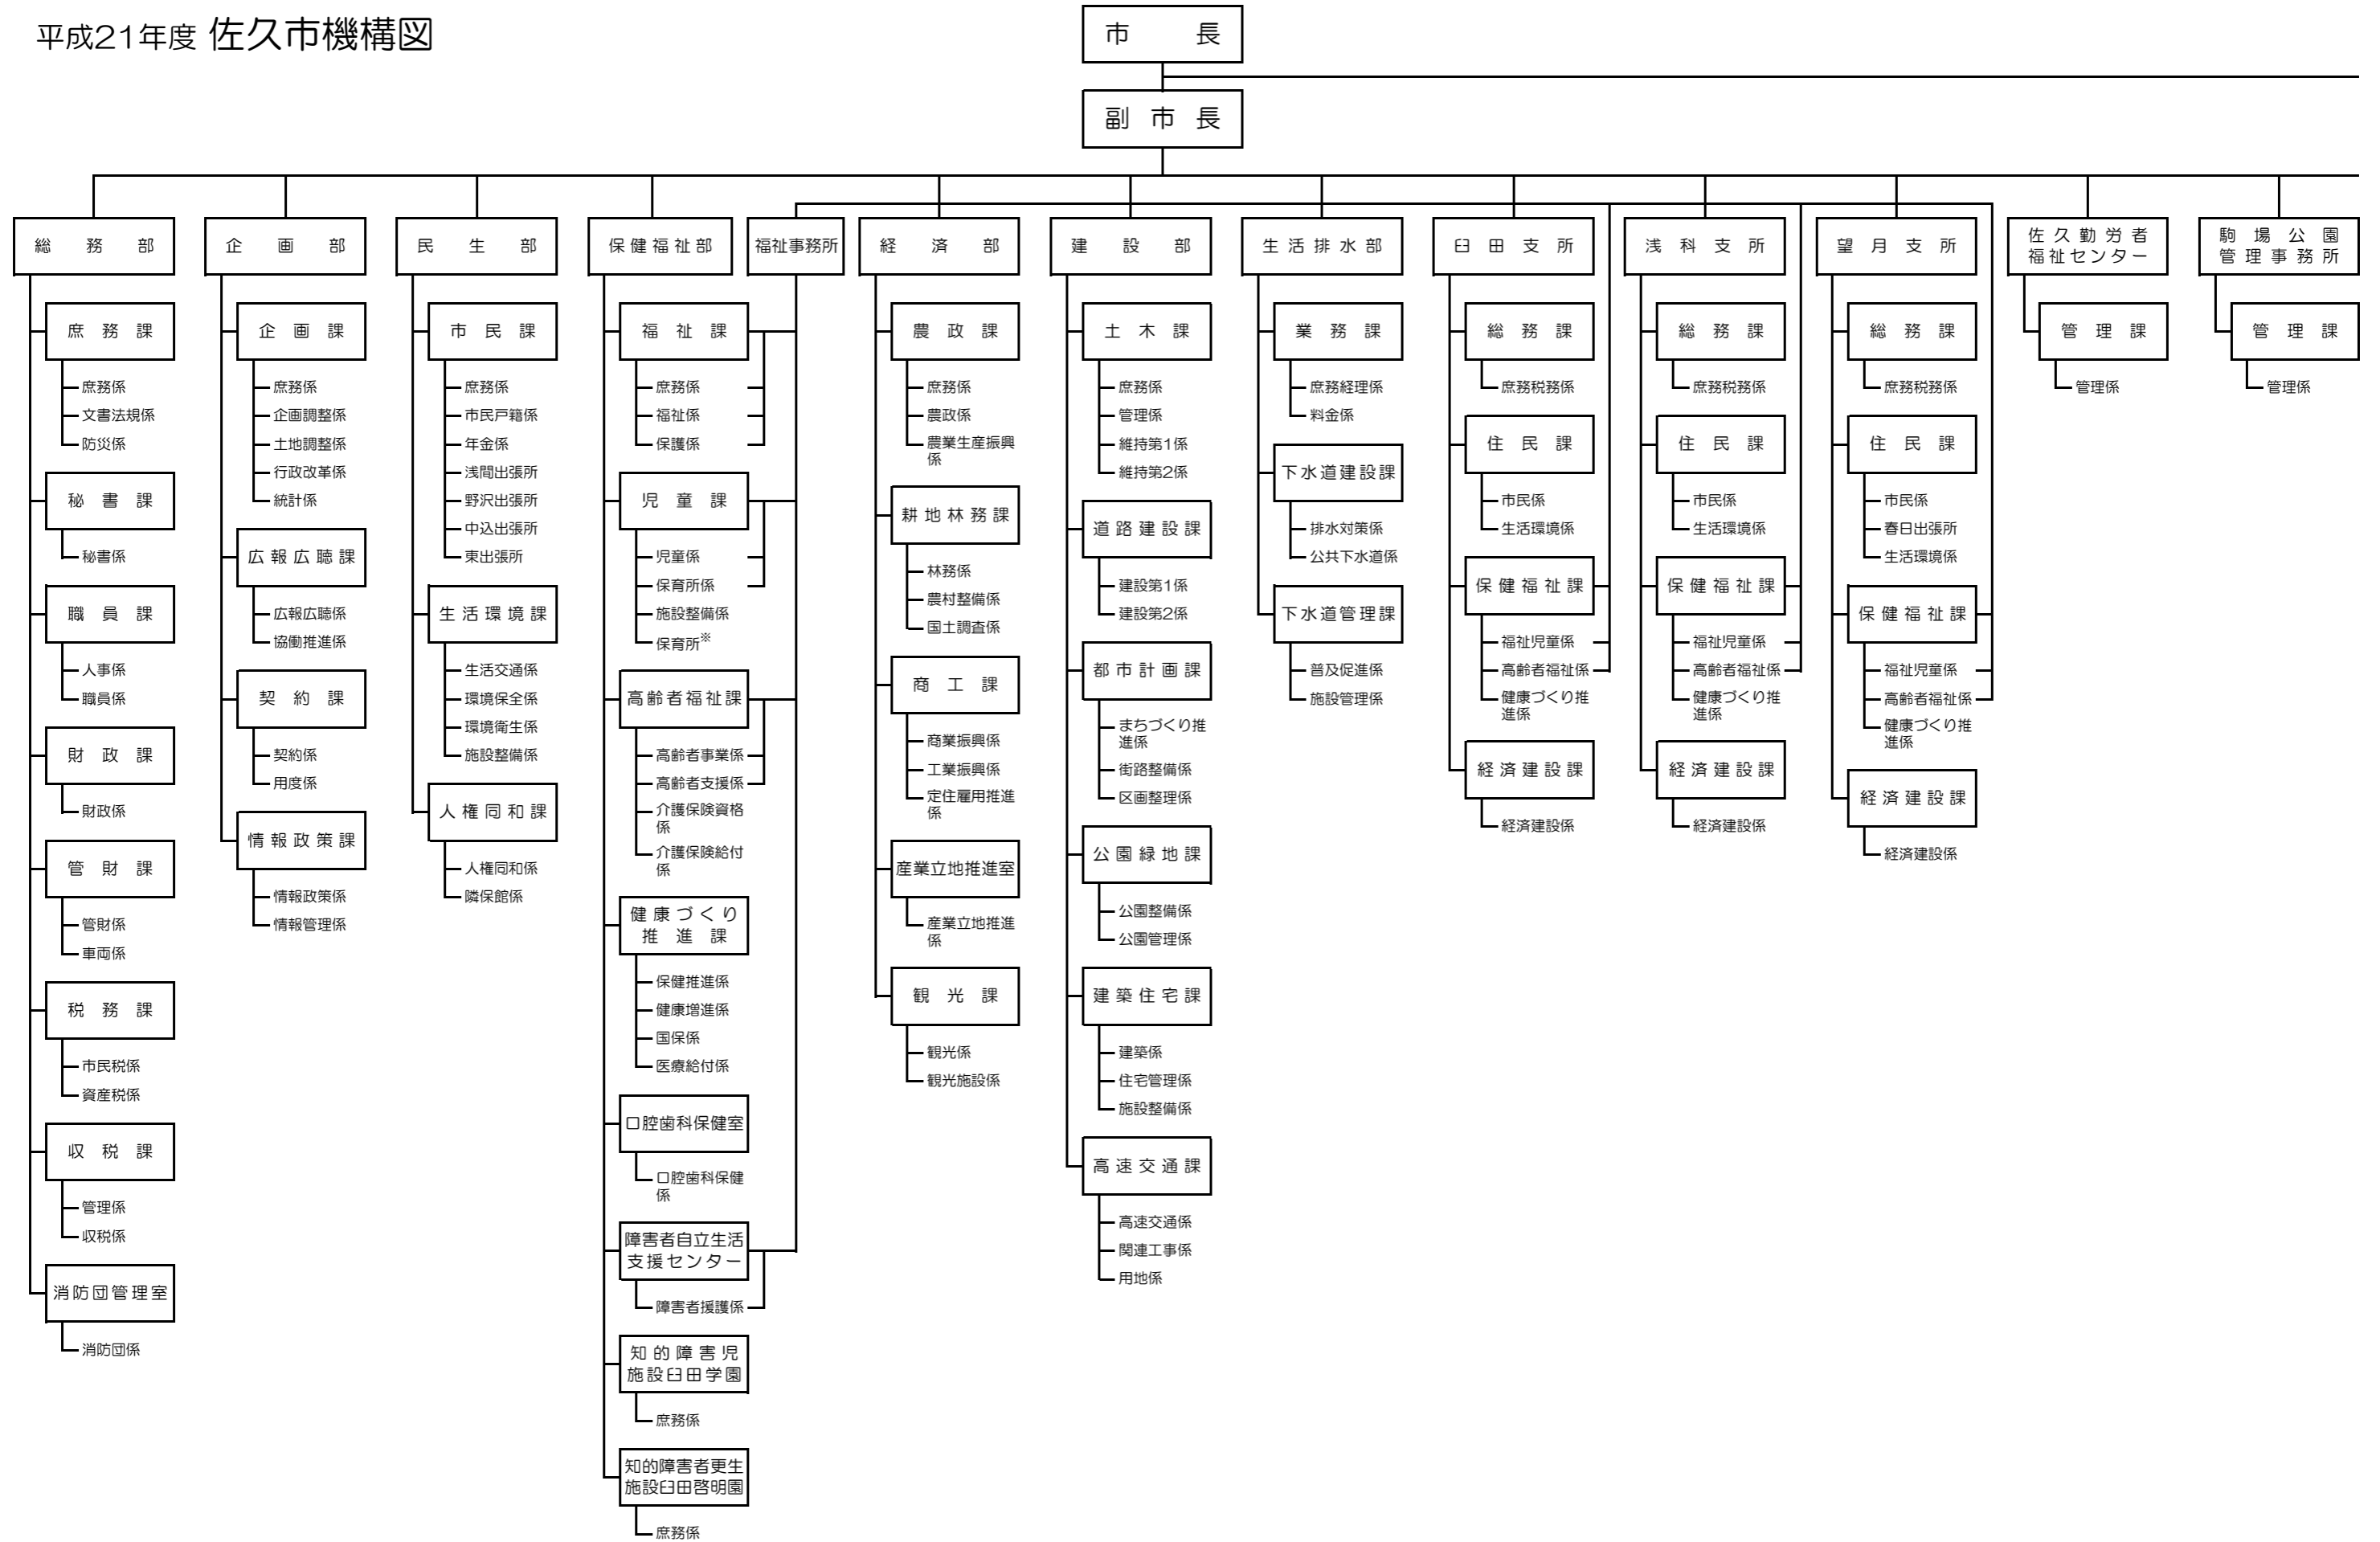 平成21年度 佐久市機構図
市長
副市長
総務部
庶務課
庶務係
文書法規係
防災係
秘書課
秘書係
職員課
人事係
職員係
財政課
財政係
管財課
管財係
車両係
税務課
市民税係
資産税係
収税課
管理係
収税係
消防団管理室
消防団係
企画部
企画課
庶務係
企画調整係
土地調整係
行政改革係
統計係
広報広聴課
広報広聴係
協働推進係
契約課
契約係
用度係
情報政策課
情報政策係
情報管理係
民生部
市民課
庶務係
市民戸籍係
年金係
浅間出張所
野沢出張所
中込出張所
東出張所
生活環境課
生活交通係
環境保全係
環境衛生係
施設整備係
人権同和課
人権同和係
隣保館係
保健福祉部
福祉課
庶務係
福祉係
保護係
児童課
児童係
保育所係
施設整備係
保育所※
高齢者福祉課
高齢者事業係
高齢者支援係
介護保険資格
係
介護保険給付
係
健康づくり
推進課
保健推進係
健康増進係
国保係
医療給付係
口腔歯科保健室
口腔歯科保健
係
障害者自立生活
支援センター
障害者援護係
知的障害児
施設臼田学園
庶務係
知的障害者更生
施設臼田啓明園
庶務係
福祉事務所
経済部
農政課
庶務係
農政係
農業生産振興
係
耕地林務課
林務係
農村整備係
国土調査係
商工課
商業振興係
工業振興係
定住雇用推進
係
産業立地推進室
産業立地推進
係
観光課
観光係
観光施設係
建設部
土木課
庶務係
管理係
維持第1係
維持第2係
道路建設課
建設第1係
建設第2係
都市計画課
まちづくり推
進係
街路整備係
区画整理係
公園緑地課
公園整備係
公園管理係
建築住宅課
建築係
住宅管理係
施設整備係
高速交通課
高速交通係
関連工事係
用地係
生活排水部
業務課
庶務経理係
料金係
下水道建設課
排水対策係
公共下水道係
下水道管理課
普及促進係
施設管理係
臼田支所
総務課
庶務税務係
住民課
市民係
生活環境係
保健福祉課
福祉児童係
高齢者福祉係
健康づくり推
進係
経済建設課
経済建設係
浅科支所
総務課
庶務税務係
住民課
市民係
生活環境係
保健福祉課
福祉児童係
高齢者福祉係
健康づくり推
進係
経済建設課
経済建設係
望月支所
総務課
庶務税務係
住民課
市民係
春日出張所
生活環境係
保健福祉課
福祉児童係
高齢者福祉係
健康づくり推
進係
経済建設課
経済建設係
佐久勤労者
福祉センター
管理課
管理係
駒場公園
管理事務所
管理課
管理係